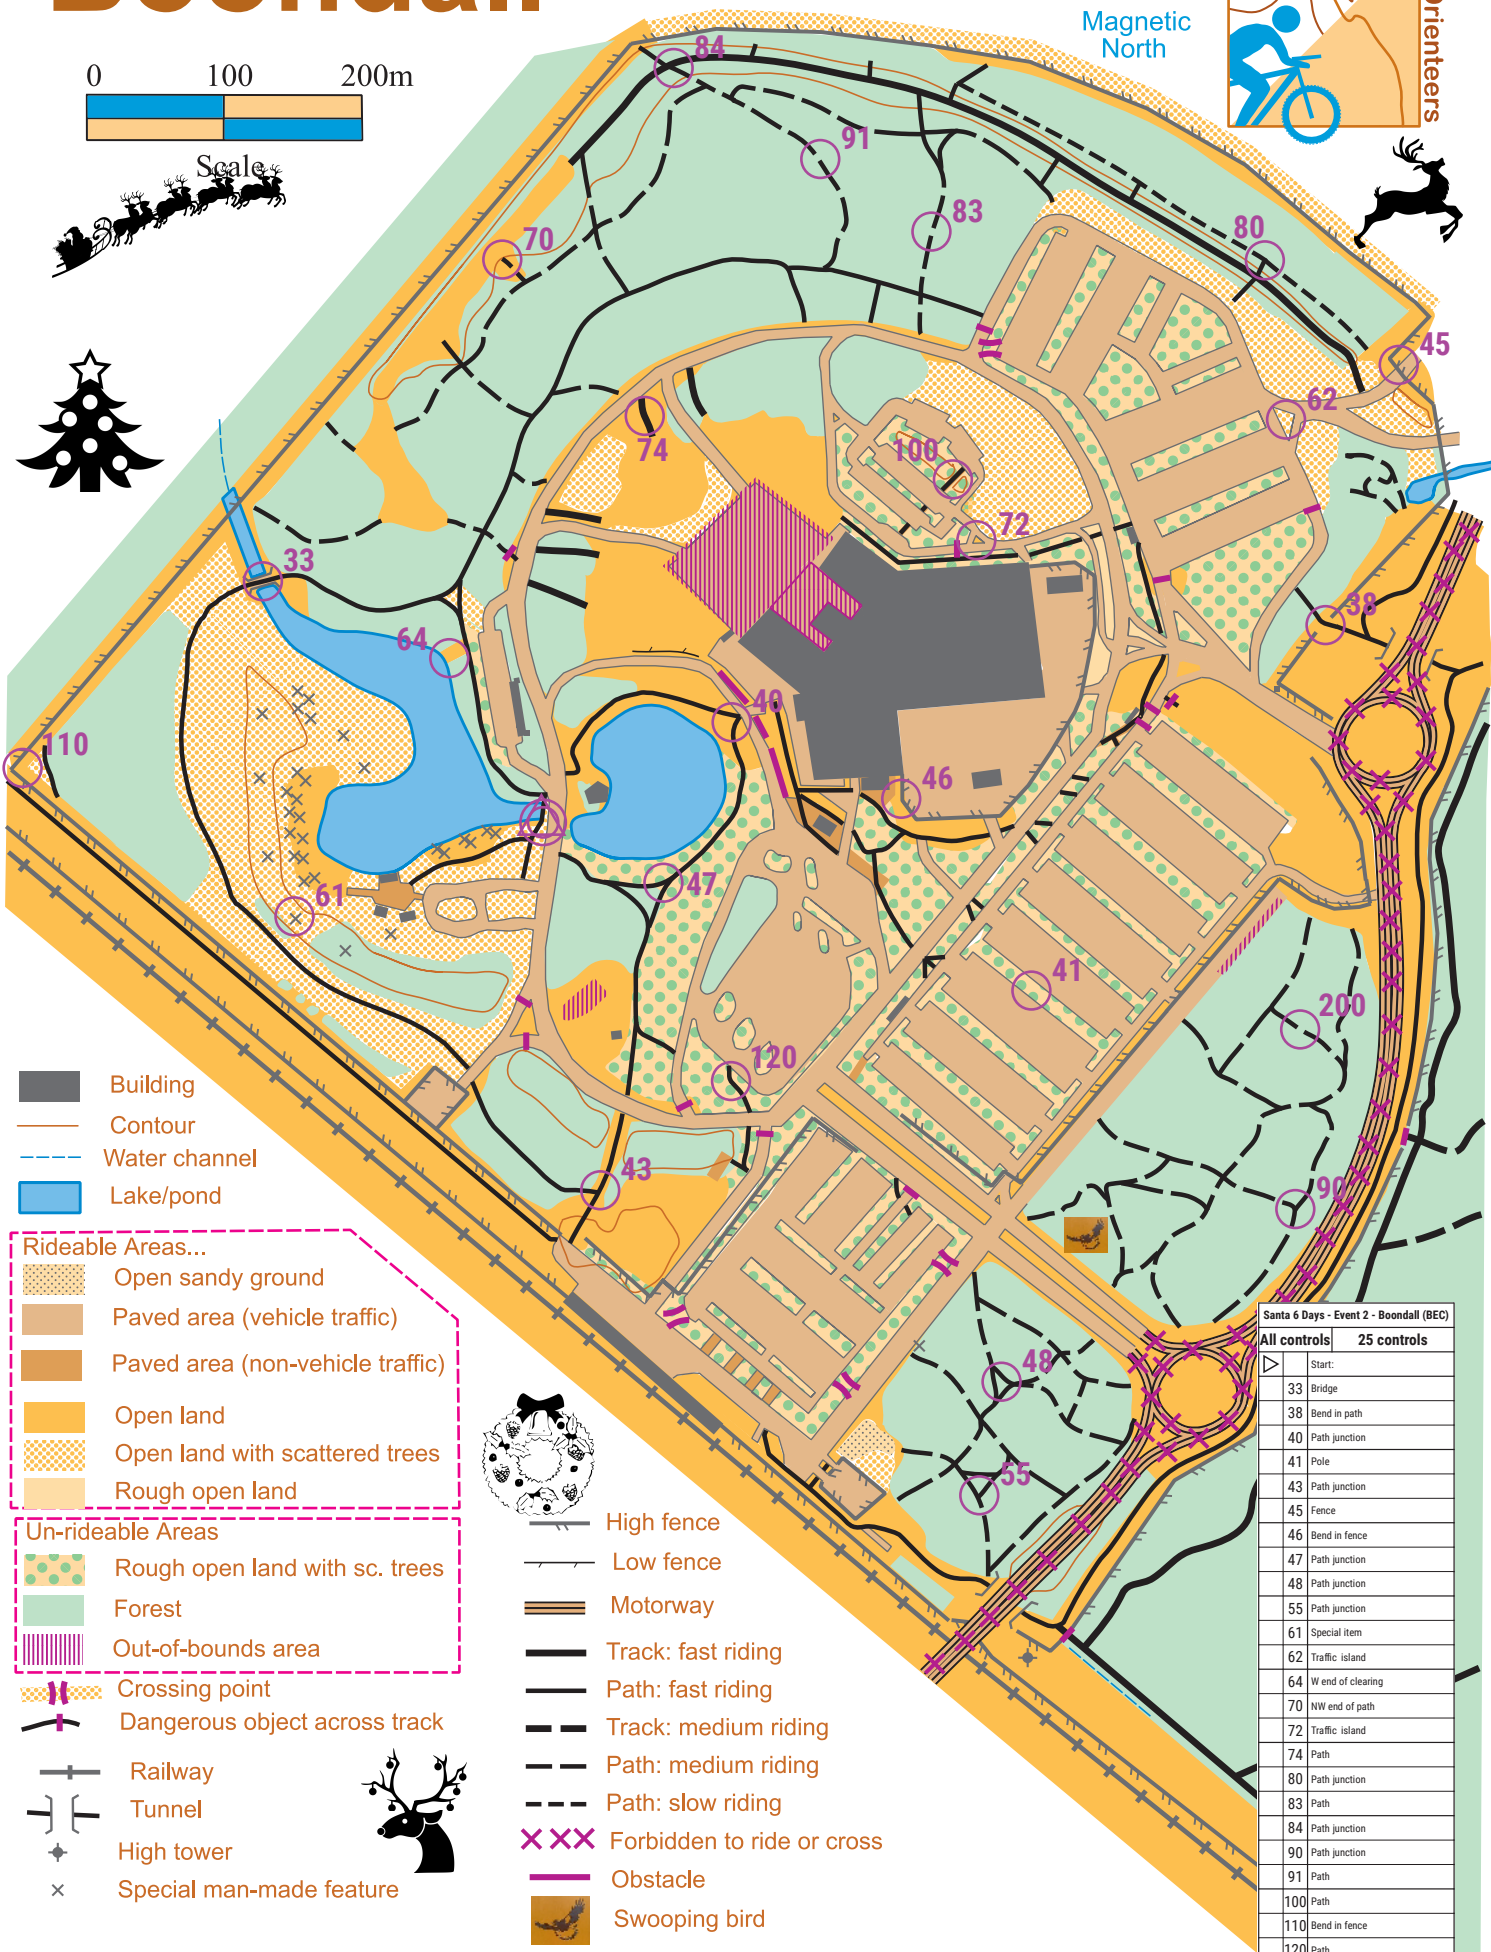 Boondall
Magnetic
North
Orienteers
0 100 200m
Scale
84
91
83
70
80
45
62
74
100
72
33
38
64
40
110
46
61
47
41
200
120
43
90
48
55
Building
Contour
Water channel
Lake/pond
Rideable Areas...
Open sandy ground
Paved area (vehicle traffic)
Paved area (non-vehicle traffic)
Open land
Open land with scattered trees
Rough open land
Un-rideable Areas
Rough open land with sc. trees
Forest
Out-of-bounds area
Crossing point
Dangerous object across track
Railway
Tunnel
High tower
Special man-made feature
High fence
Low fence
Motorway
Track: fast riding
Path: fast riding
Track: medium riding
Path: medium riding
Path: slow riding
Forbidden to ride or cross
Obstacle
Swooping bird
Santa 6 Days - Event 2 - Boondall (BEC)
All controls 25 controls
Start:
33 Bridge
38 Bend in path
40 Path junction
41 Pole
43 Path junction
45 Fence
46 Bend in fence
47 Path junction
48 Path junction
55 Path junction
61 Special item
62 Traffic island
64 W end of clearing
70 NW end of path
72 Traffic island
74 Path
80 Path junction
83 Path
84 Path junction
90 Path junction
91 Path
100 Path
110 Bend in fence
120 Path